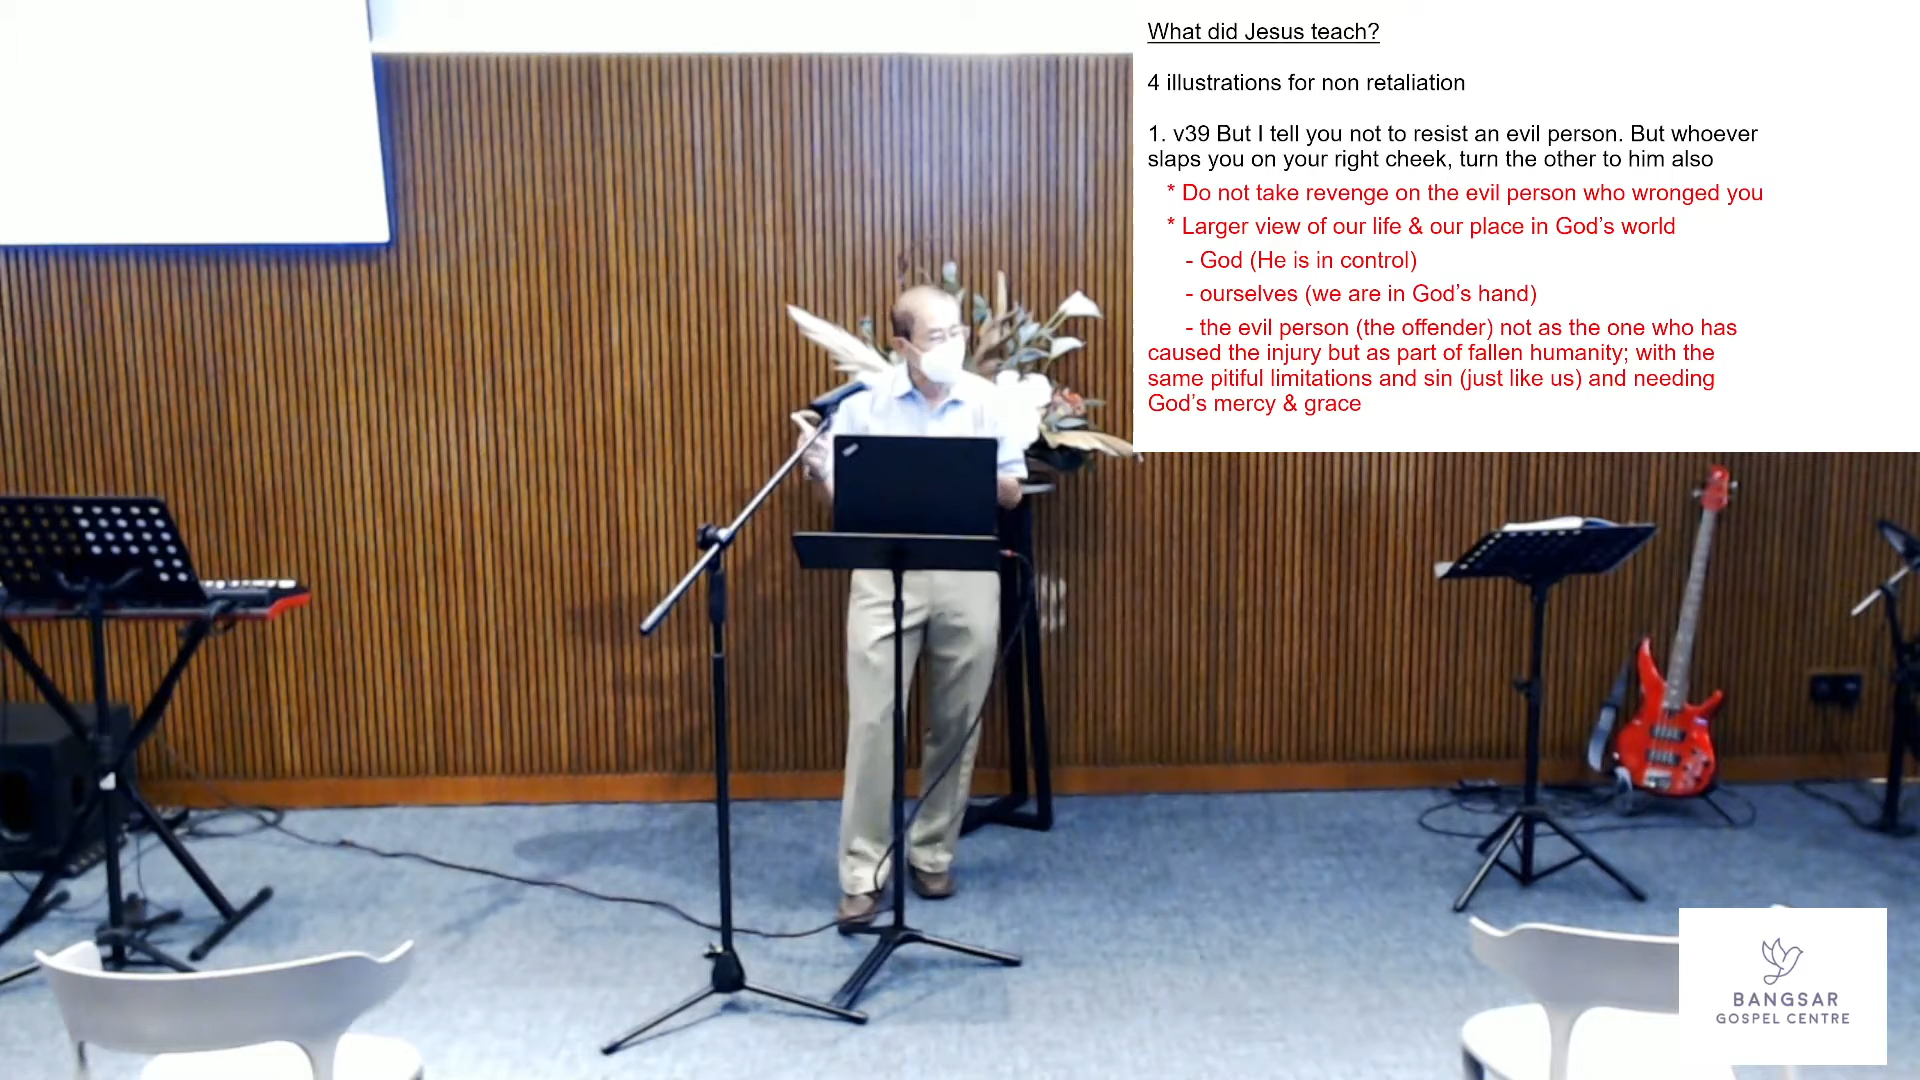 What did Jesus teach?
4 illustrations for non retaliation
1. v39 But I tell you not to resist an evil person. But whoever
slaps you on your right cheek, turn the other to him also
* Do not take revenge on the evil person who wronged you
* Larger view of our life & our place in God’s world
- God (He is in control)
- ourselves (we are in God’s hand)
- the evil person (the offender) not as the one who has
caused the injury but as part of fallen humanity; with the
same pitiful limitations and sin (just like us) and needing
God’s mercy & grace
BANGSAR
GOSPEL CENTRE